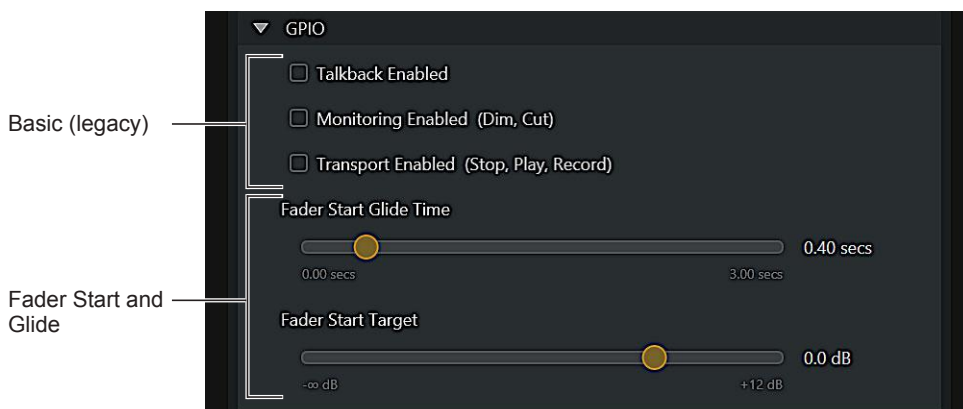 GPIO
Basic (legacy)
Talkback Enabled
Monitoring Enabled (Dim, Cut)
Transport Enabled (Stop, Play, Record)
Fader Start and
Glide
Fader Start Glide Time
0.40 secs
0.00 secs 3.00 secs
Fader Start Target
0.0 dB
-∞ dB +12 dB